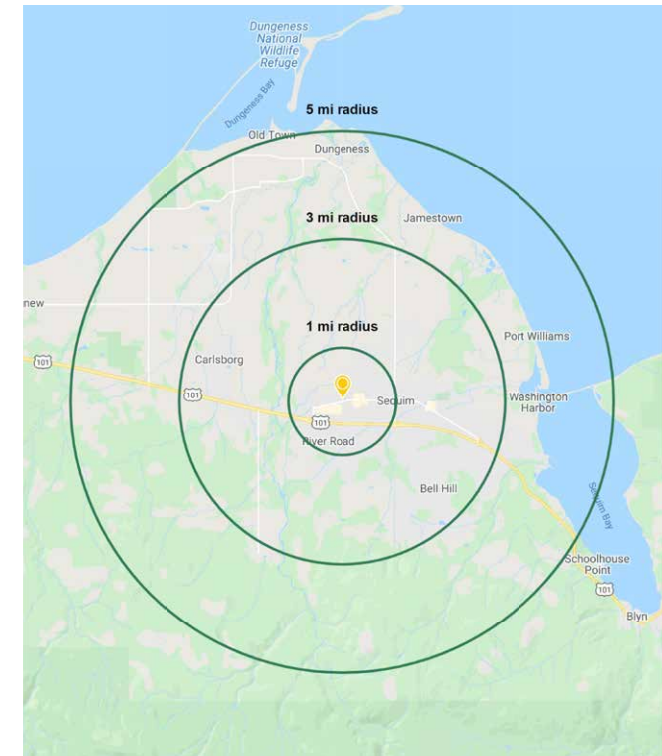 Dungeness
National
Wildlife
Refuge
Dungeness Bay
5 mi radius
Old Town
Dungeness
3 mi radius
Jamestown
new
1 mi radius
Port Williams
101
Carlsborg
101
Washington
Harbor
Sequim
101
River Road
Bell Hill
Sequim Bay
Schoolhouse
Point
101
Blyn